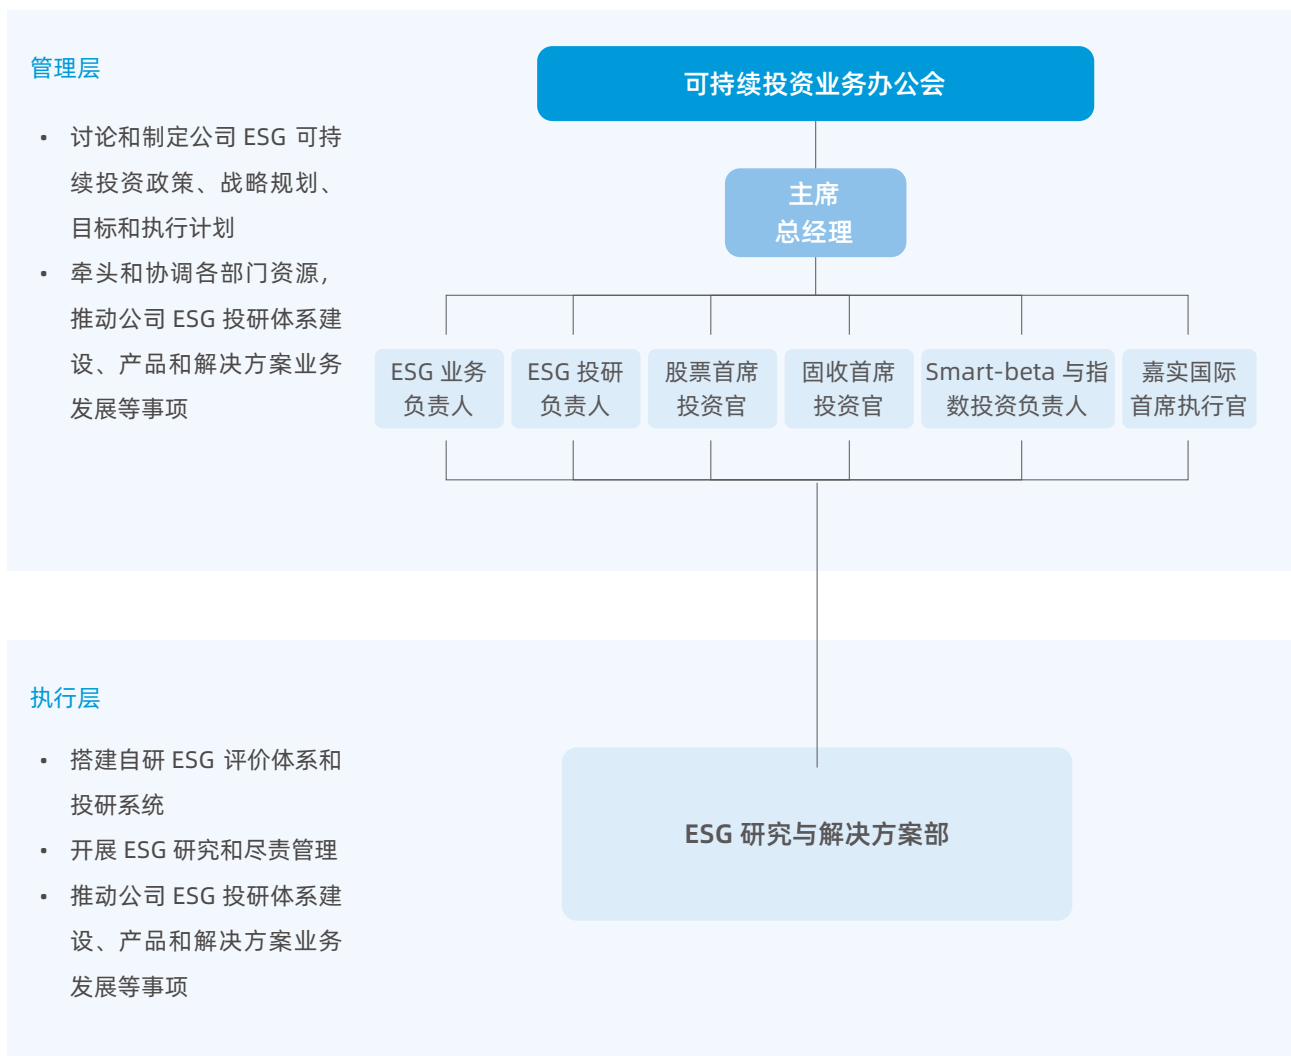 管理层
• 讨论和制定公司 ESG 可持
续投资政策、战略规划、
目标和执行计划
• 牵头和协调各部门资源，
推动公司 ESG 投研体系建
设、产品和解决方案业务
发展等事项
可持续投资业务办公会
主席
总经理
ESG 业务
负责人
ESG 投研
负责人
股票首席
投资官
固收首席
投资官
Smart-beta 与指
数投资负责人
嘉实国际
首席执行官
执行层
• 搭建自研 ESG 评价体系和
投研系统
• 开展 ESG 研究和尽责管理
• 推动公司 ESG 投研体系建
设、产品和解决方案业务
发展等事项
ESG 研究与解决方案部